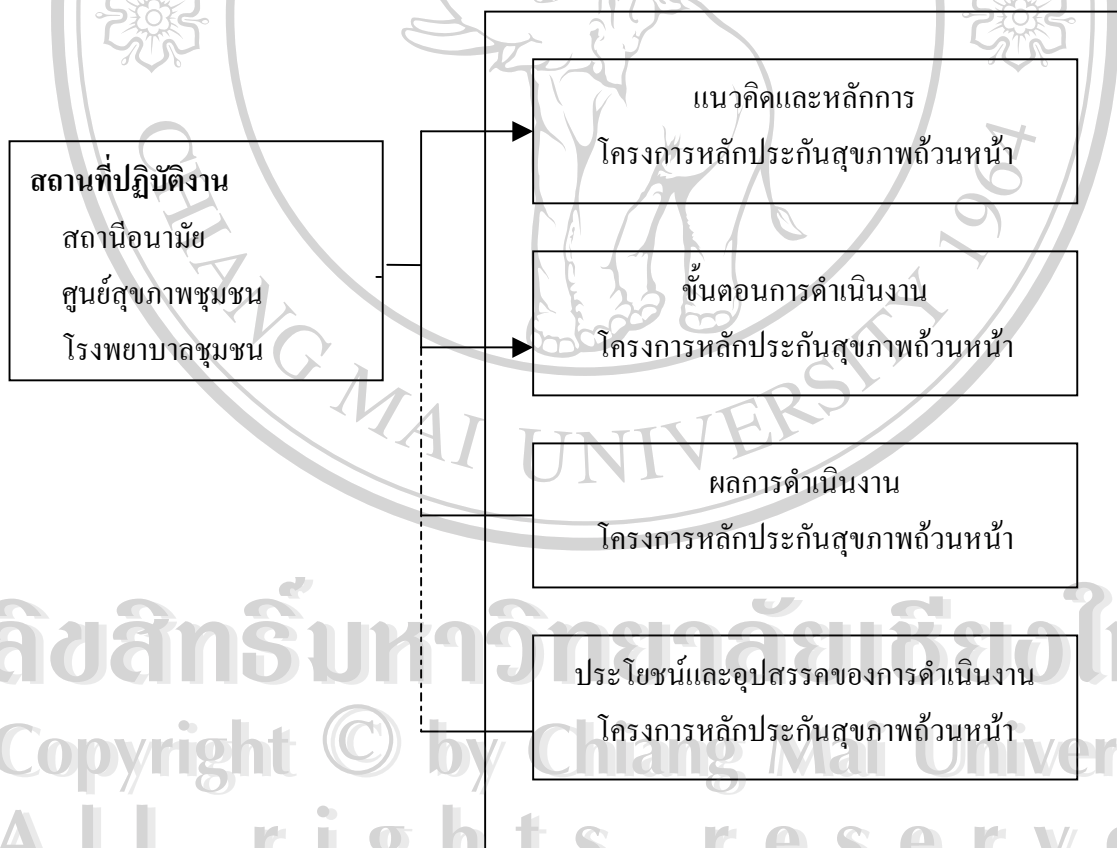 สถานที่ปฏิบัติงาน
สถานีอนามัย
ศูนย์สุขภาพชุมชน
โรงพยาบาลชุมชน
แนวคิดและหลักการ
โครงการหลักประกันสุขภาพถ้วนหน้า
ขั้นตอนการดำเนินงาน
โครงการหลักประกันสุขภาพถ้วนหน้า
ผลการดำเนินงาน
โครงการหลักประกันสุขภาพถ้วนหน้า
ประโยชน์และอุปสรรคของการดำเนินงาน
โครงการหลักประกันสุขภาพถ้วนหน้า
CHIANG MAI UNIVERSITY 1964
ลิขสิทธิ์มหาวิทยาลัยเชียงให
Copyright © by Chiang Mai Univer
All rights reserve